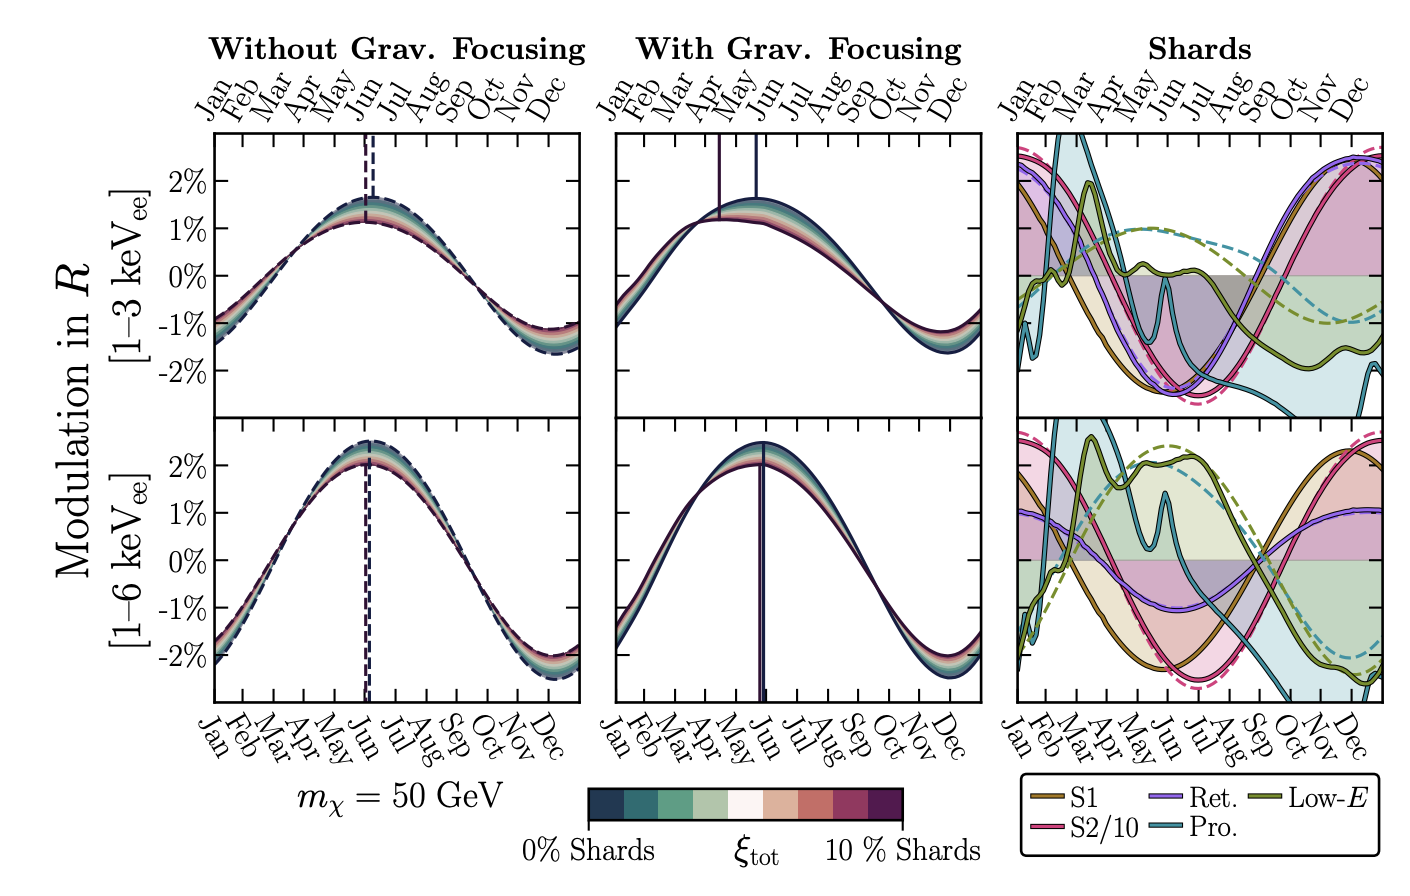 Without Grav. Focusing
With Grav. Focusing
Shards
Jan Feb Mar Apr May Jun Jul Aug Sep Oct Nov Dec
Jan Feb Mar Apr May Jun Jul Aug Sep Oct Nov Dec
Jan Feb Mar Apr May Jun Jul Aug Sep Oct Nov Dec
Modulation in R
[1–3 keVee]
2%
1%
0%
-1%
-2%
[1–6 keVee]
2%
1%
0%
-1%
-2%
Jan Feb Mar Apr May Jun Jul Aug Sep Oct Nov Dec
Jan Feb Mar Apr May Jun Jul Aug Sep Oct Nov Dec
Jan Feb Mar Apr May Jun Jul Aug Sep Oct Nov Dec
mχ = 50 GeV
0% Shards
ξtot
10 % Shards
S1 Ret. Low-E
S2/10 Pro.